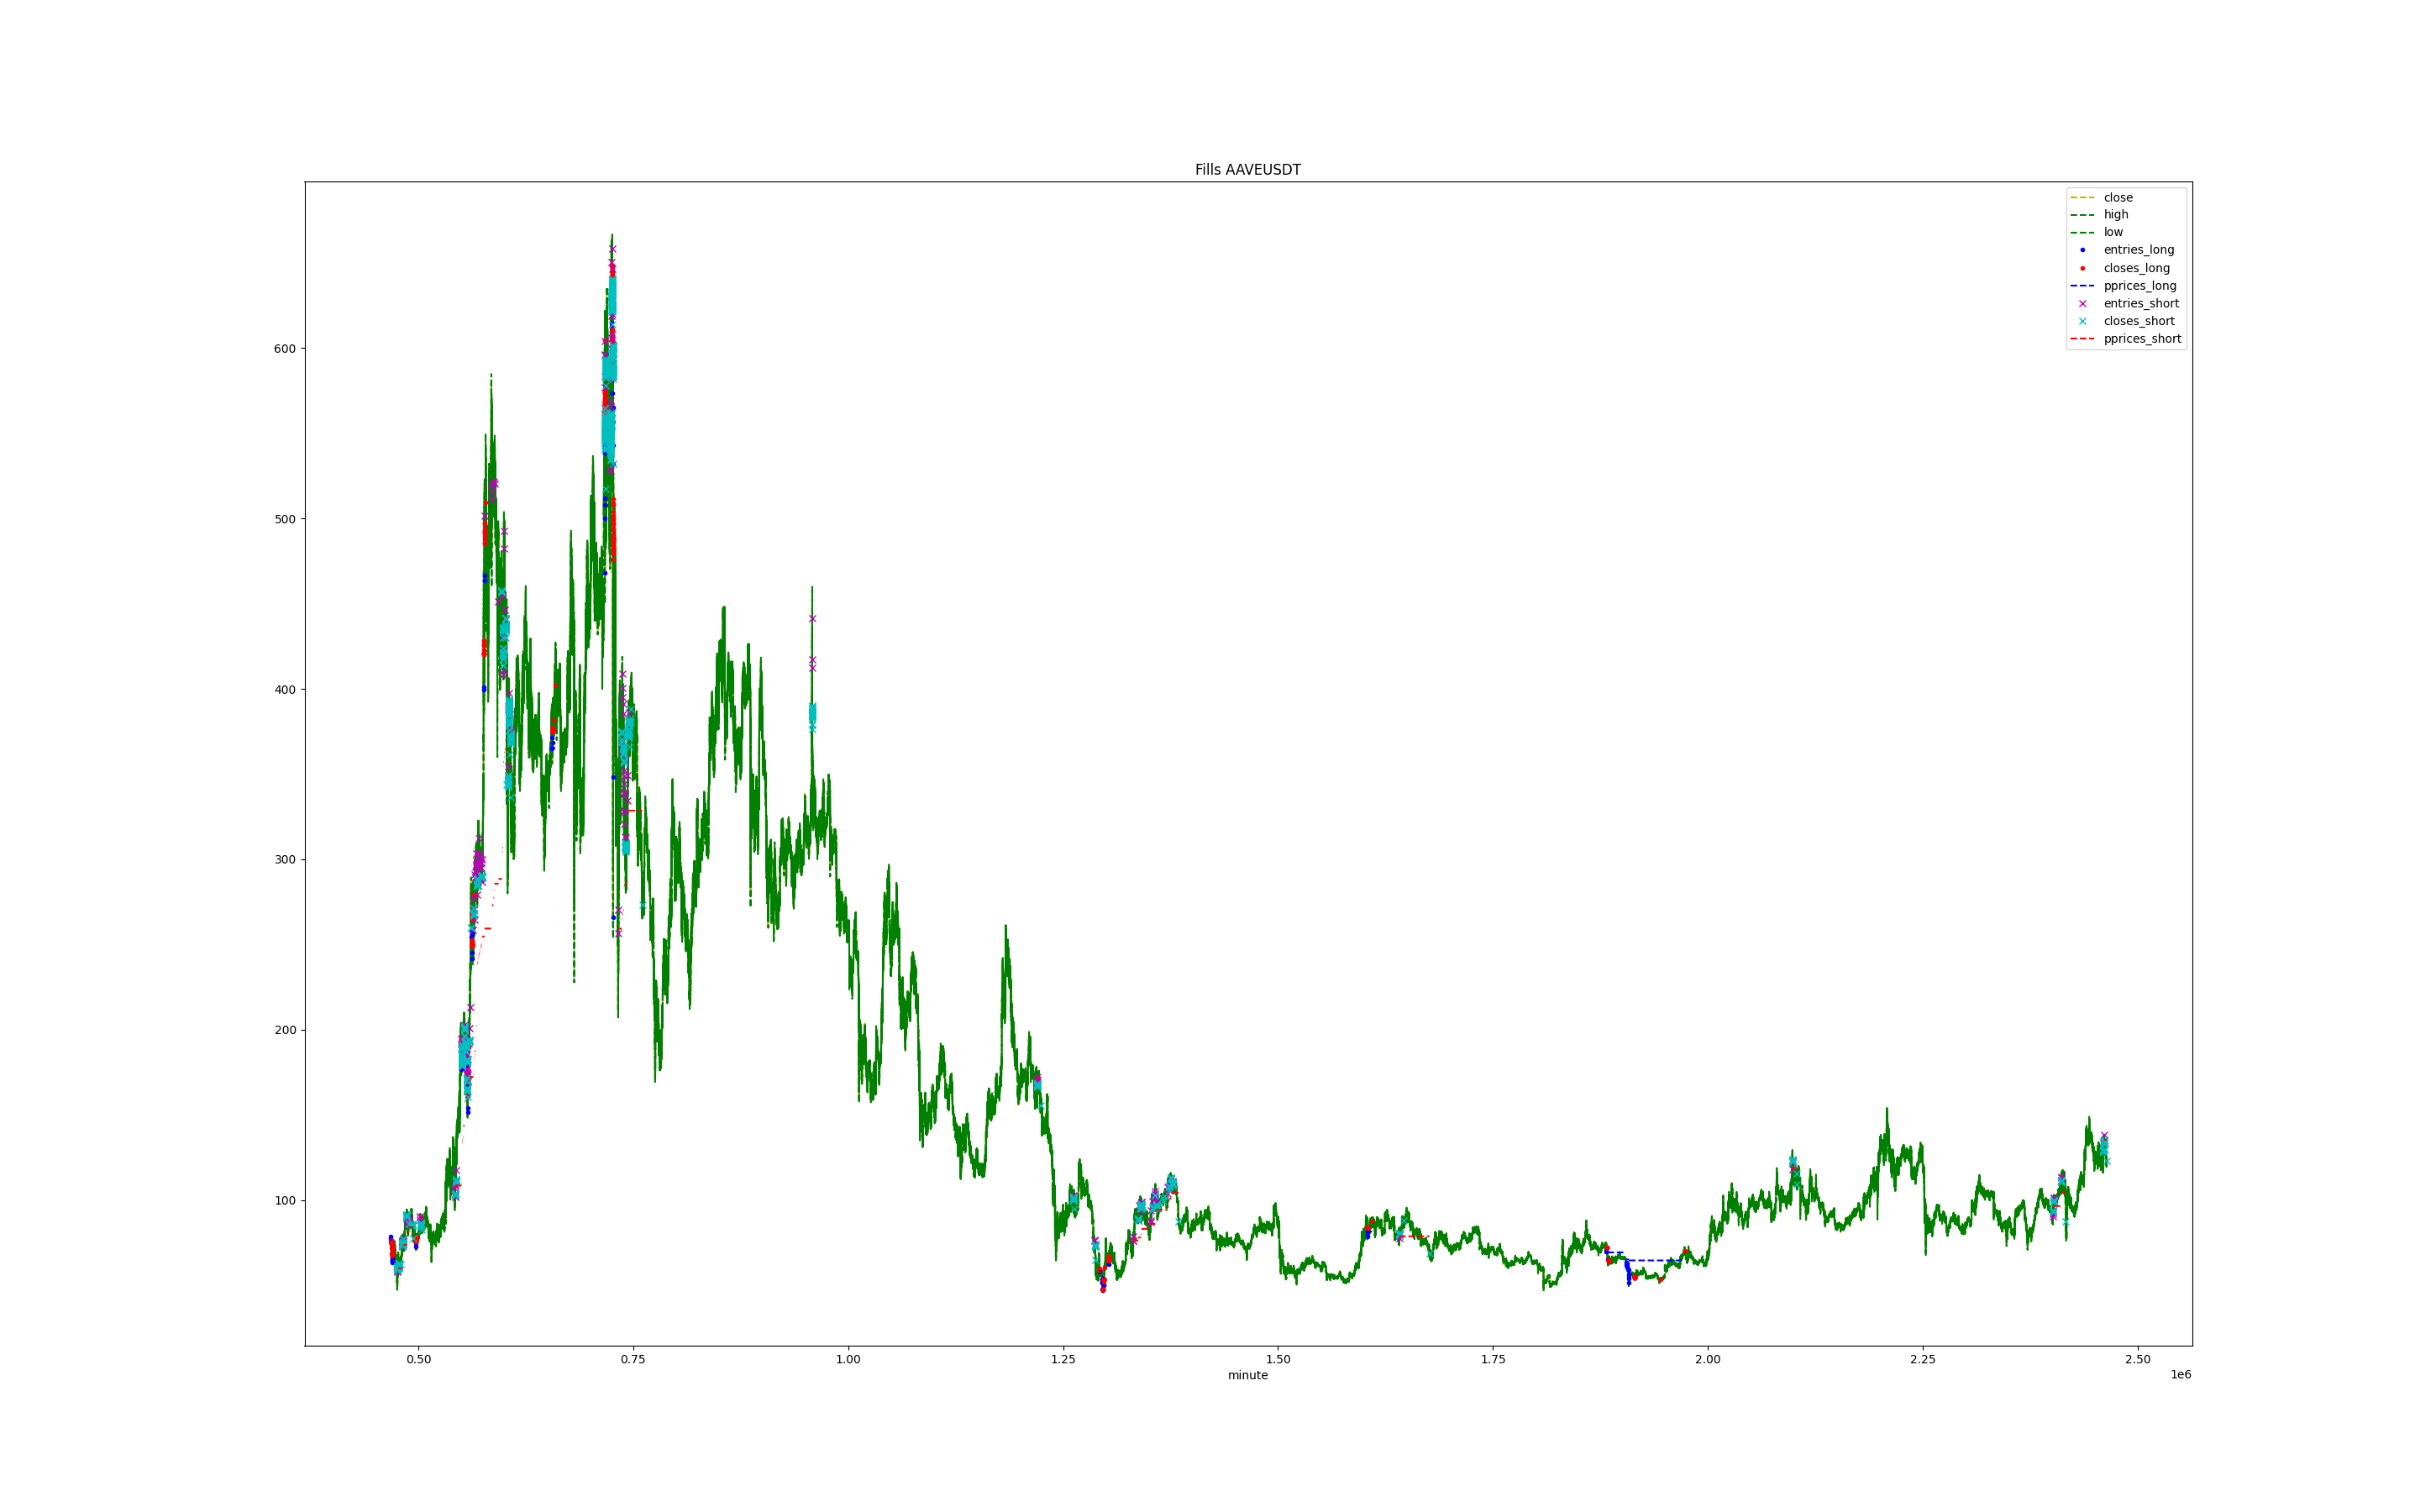 Fills AAVEUSDT
close
high
low
entries_long
closes_long
pprices_long
entries_short
closes_short
pprices_short
600
500
400
300
200
100
0.50 0.75 1.00 1.25 1.50 1.75 2.00 2.25 2.50
minute
1e6